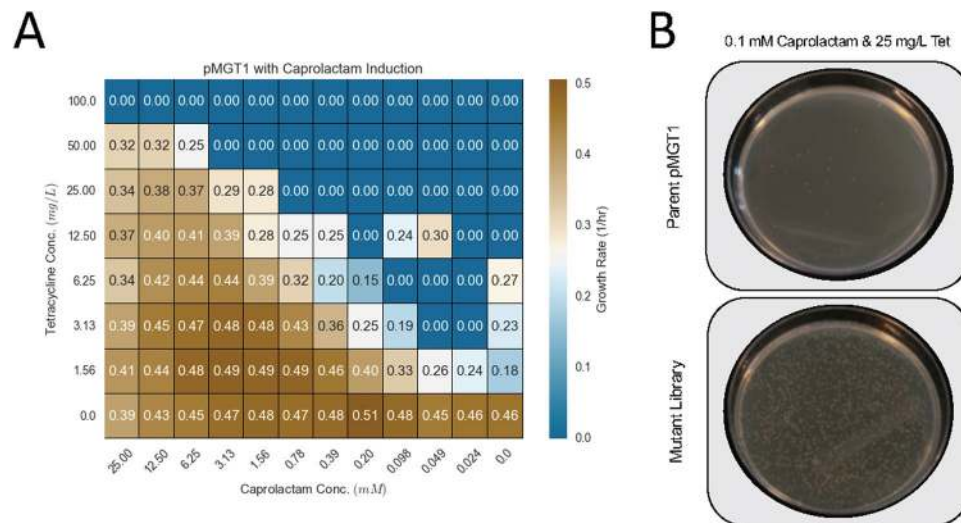 A
pMGT1 with Caprolactam Induction
Tetracycline Conc. (mg/L)
100.0 0.00 0.00 0.00 0.00 0.00 0.00 0.00 0.00 0.00 0.00 0.00 0.00
50.00 0.32 0.32 0.25 0.00 0.00 0.00 0.00 0.00 0.00 0.00 0.00 0.00
25.00 0.34 0.38 0.37 0.29 0.28 0.00 0.00 0.00 0.00 0.00 0.00 0.00
12.50 0.37 0.40 0.41 0.39 0.28 0.25 0.25 0.00 0.24 0.30 0.00 0.00
6.25 0.34 0.42 0.44 0.44 0.39 0.32 0.20 0.15 0.00 0.00 0.00 0.27
3.13 0.39 0.45 0.47 0.48 0.48 0.43 0.36 0.25 0.19 0.00 0.00 0.23
1.56 0.41 0.44 0.48 0.49 0.49 0.49 0.46 0.40 0.33 0.26 0.24 0.18
0.0 0.39 0.43 0.45 0.47 0.48 0.47 0.48 0.51 0.48 0.45 0.46 0.46
25.00 12.50 6.25 3.13 1.56 0.78 0.39 0.20 0.098 0.049 0.024 0.0
Caprolactam Conc. (mM)
0.5
0.4
0.3
0.2
0.1
0.0
Growth Rate (1/hr)
B
0.1 mM Caprolactam & 25 mg/L Tet
Parent pMGT1
Mutant Library